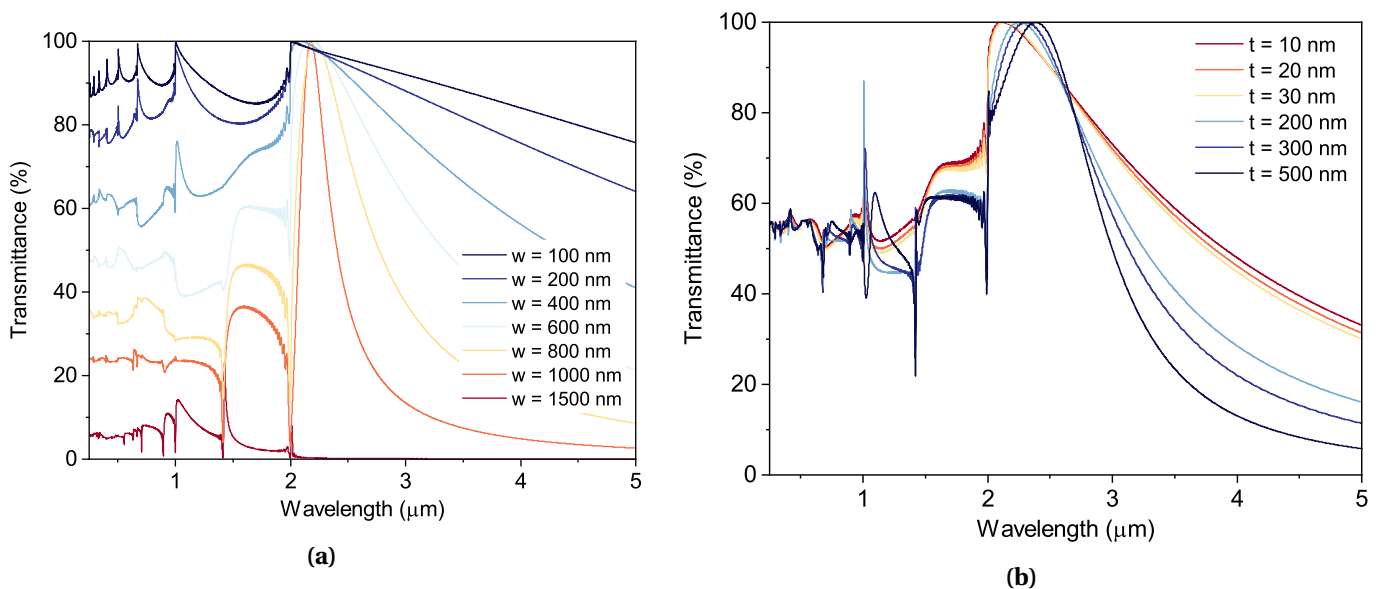 100
80
60
40
20
0
Transmittance (%)
w = 100 nm
w = 200 nm
w = 400 nm
w = 600 nm
w = 800 nm
w = 1000 nm
w = 1500 nm
1 2 3 4 5
Wavelength (μm)
(a)
100
80
60
40
20
0
Transmittance (%)
t = 10 nm
t = 20 nm
t = 30 nm
t = 200 nm
t = 300 nm
t = 500 nm
1 2 3 4 5
Wavelength (μm)
(b)